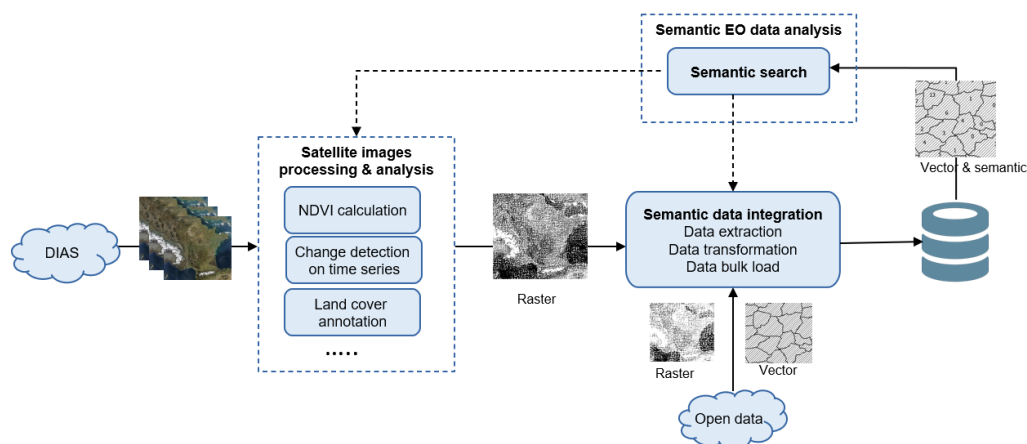 Semantic EO data analysis
Semantic search
Satellite images
processing & analysis
NDVI calculation
Change detection
on time series
Land cover
annotation
.....
DIAS
Raster
Semantic data integration
Data extraction
Data transformation
Data bulk load
Vector & semantic
Raster
Vector
Open data